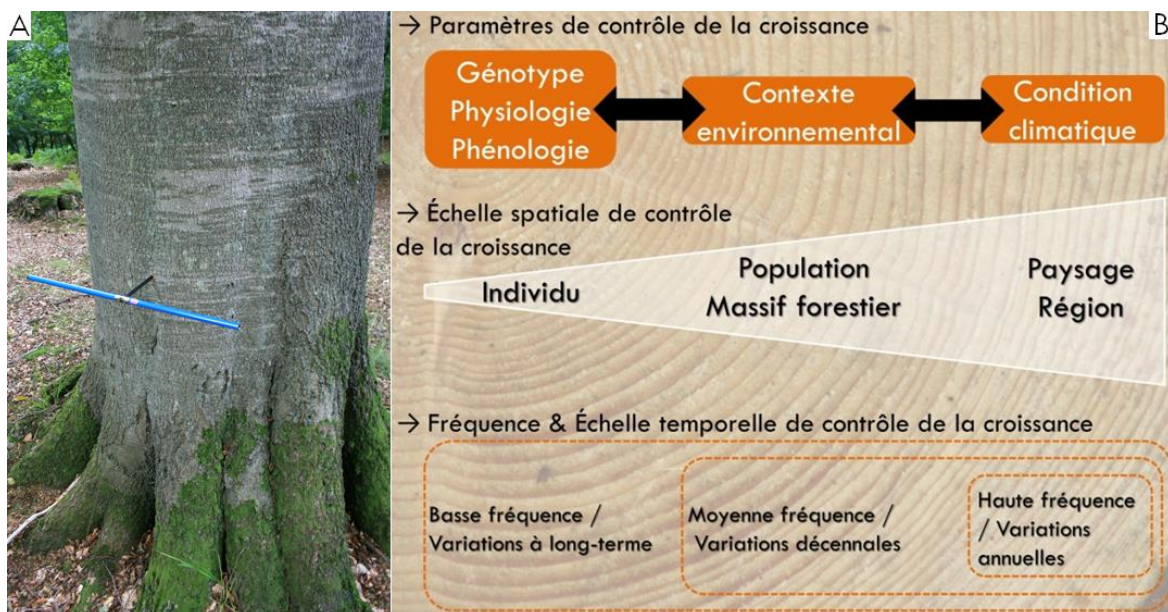 A
B
→ Paramètres de contrôle de la croissance
Génotype
Physiologie
Phénologie
Contexte
environnemental
Condition
climatique
→ Échelle spatiale de contrôle
de la croissance
Individu
Population
Massif forestier
Paysage
Région
→ Fréquence & Échelle temporelle de contrôle de la croissance
Basse fréquence /
Variations à long-terme
Moyenne fréquence /
Variations décennales
Haute fréquence
/ Variations
annuelles